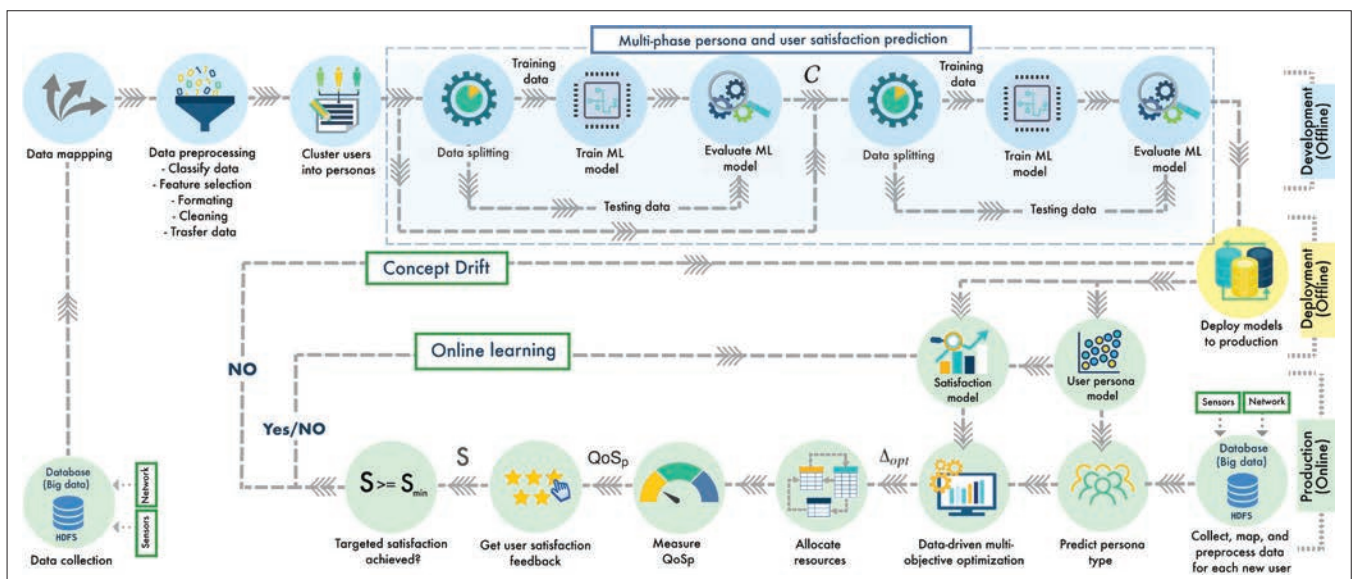 Multi-phase persona and user satisfaction prediction
Training
data
C
Training
data
Data mappping
Data preprocessing
- Classify data
- Feature selection
- Formating
- Cleaning
- Trasfer data
Cluster users
into personas
Data splitting
Train ML
model
Evaluate ML
model
Data splitting
Train ML
model
Evaluate ML
model
Testing data
Testing data
Development
(Offline)
Concept Drift
Deploy models
to production
Deployment
(Offline)
NO
Online learning
Satisfaction
model
User persona
model
Yes/NO
Sensors
Network
Database
(Big data)
HDFS
Network
Sensors
Data collection
S >= Smin
Targeted satisfaction
achieved?
S
Get user satisfaction
feedback
QoSp
Measure
QoSp
Allocate
resources
Δopt
Data-driven multi-
objective optimization
Predict persona
type
Database
(Big data)
HDFS
Collect, map, and
preprocess data
for each new user
Production
(Online)